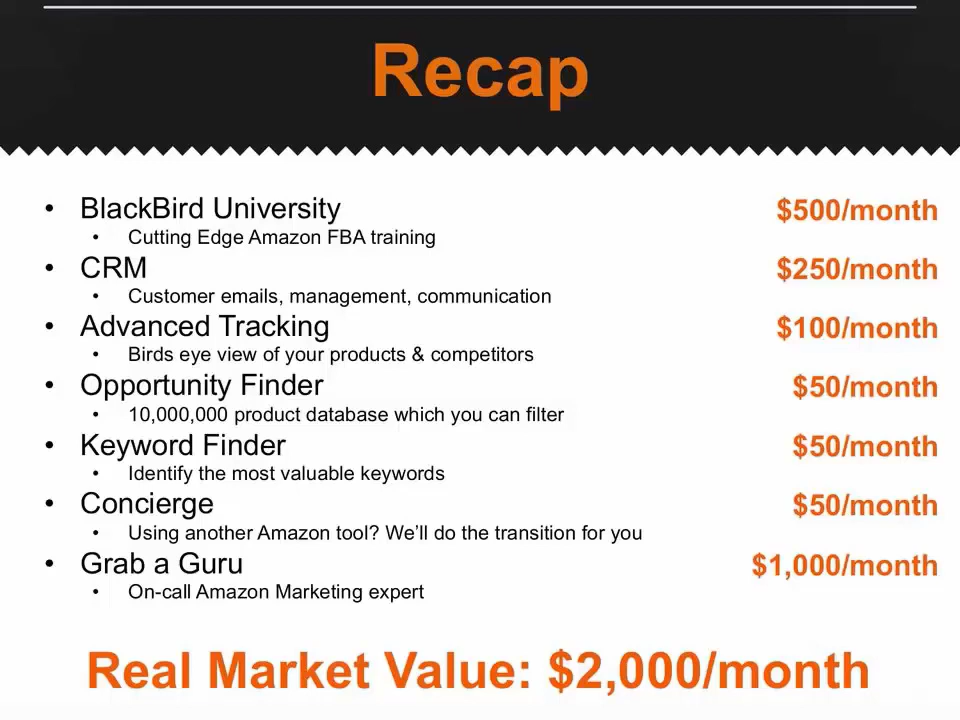 Recap
• BlackBird University $500/month
• Cutting Edge Amazon FBA training
• CRM $250/month
• Customer emails, management, communication
• Advanced Tracking $100/month
• Birds eye view of your products & competitors
• Opportunity Finder $50/month
• 10,000,000 product database which you can filter
• Keyword Finder $50/month
• Identify the most valuable keywords
• Concierge $50/month
• Using another Amazon tool? We'll do the transition for you
• Grab a Guru $1,000/month
• On-call Amazon Marketing expert
Real Market Value: $2,000/month